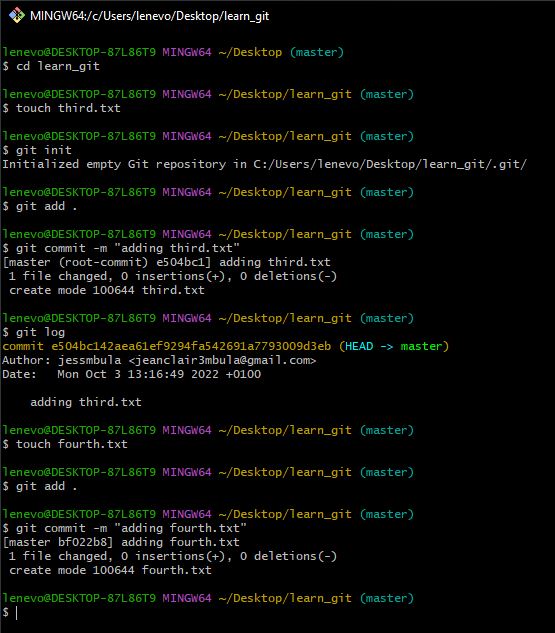 MINGW64:/c/Users/lenevo/Desktop/learn_git
lenevo@DESKTOP-87L86T9 MINGW64 ~/Desktop (master)
$ cd learn_git
lenevo@DESKTOP-87L86T9 MINGW64 ~/Desktop/learn_git (master)
$ touch third.txt
lenevo@DESKTOP-87L86T9 MINGW64 ~/Desktop/learn_git (master)
$ git init
Initialized empty Git repository in C:/Users/lenevo/Desktop/learn_git/.git/
lenevo@DESKTOP-87L86T9 MINGW64 ~/Desktop/learn_git (master)
$ git add .
lenevo@DESKTOP-87L86T9 MINGW64 ~/Desktop/learn_git (master)
$ git commit -m "adding third.txt"
[master (root-commit) e504bc1] adding third.txt
 1 file changed, 0 insertions(+), 0 deletions(-)
 create mode 100644 third.txt
lenevo@DESKTOP-87L86T9 MINGW64 ~/Desktop/learn_git (master)
$ git log
commit e504bc142aea61ef9294fa542691a7793009d3eb (HEAD -> master)
Author: jessmbula <jeanclair3mbula@gmail.com>
Date:   Mon Oct 3 13:16:49 2022 +0100
    adding third.txt
lenevo@DESKTOP-87L86T9 MINGW64 ~/Desktop/learn_git (master)
$ touch fourth.txt
lenevo@DESKTOP-87L86T9 MINGW64 ~/Desktop/learn_git (master)
$ git add .
lenevo@DESKTOP-87L86T9 MINGW64 ~/Desktop/learn_git (master)
$ git commit -m "adding fourth.txt"
[master bf022b8] adding fourth.txt
 1 file changed, 0 insertions(+), 0 deletions(-)
 create mode 100644 fourth.txt
lenevo@DESKTOP-87L86T9 MINGW64 ~/Desktop/learn_git (master)
$